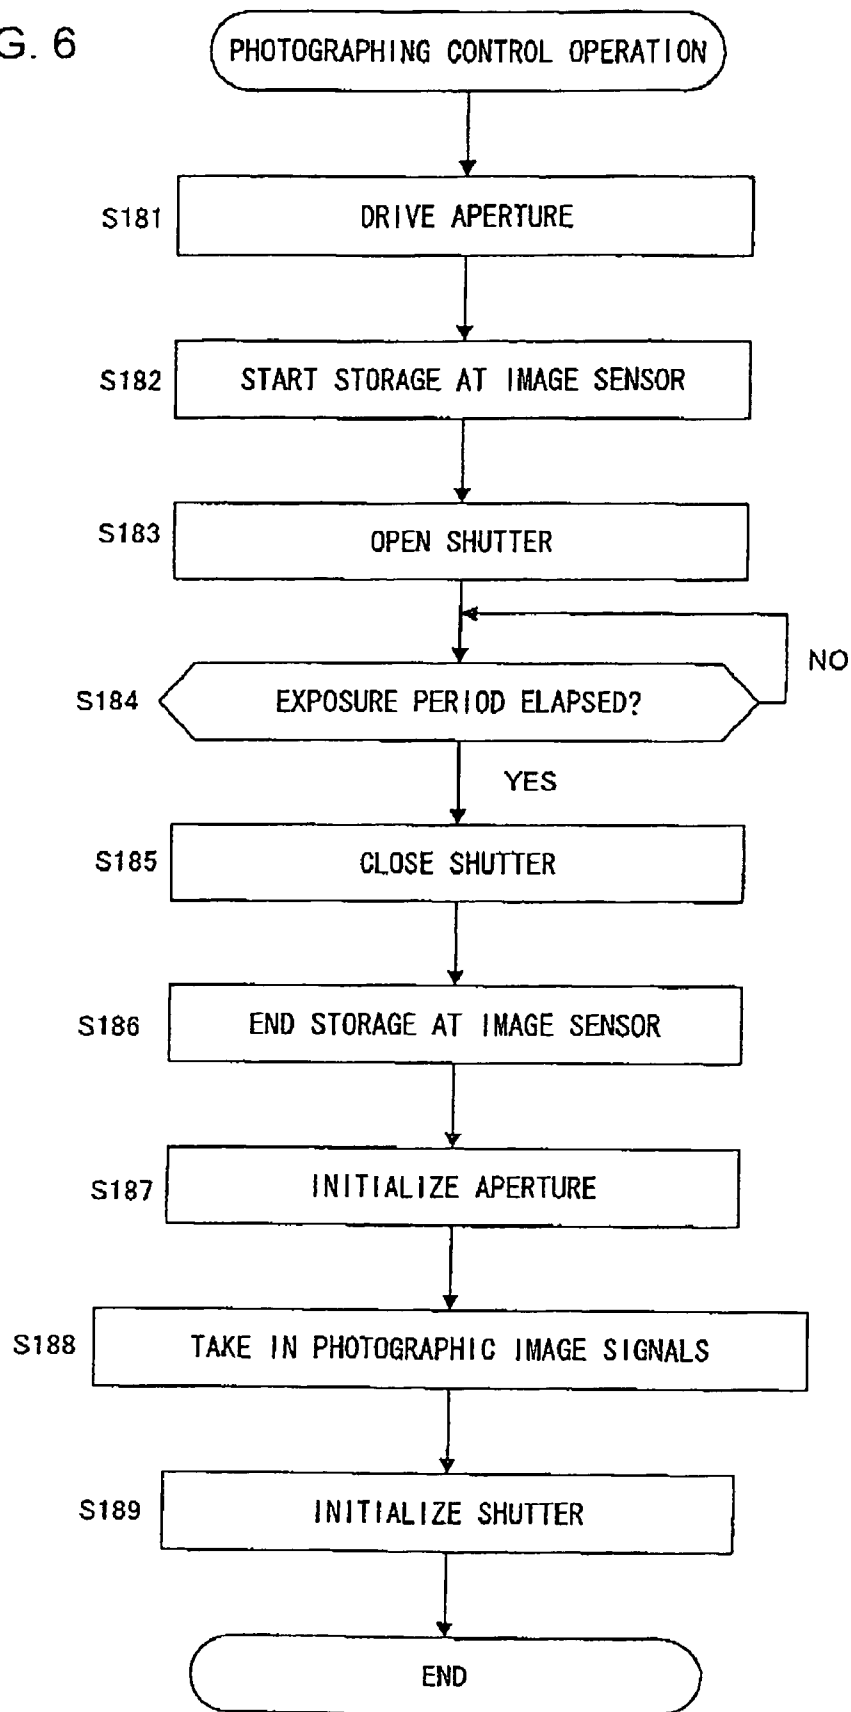 G. 6
PHOTOGRAPHING CONTROL OPERATION
S181
DRIVE APERTURE
S182
START STORAGE AT IMAGE SENSOR
S183
OPEN SHUTTER
NO
S184
EXPOSURE PERIOD ELAPSED?
YES
S185
CLOSE SHUTTER
S186
END STORAGE AT IMAGE SENSOR
S187
INITIALIZE APERTURE
S188
TAKE IN PHOTOGRAPHIC IMAGE SIGNALS
S189
INITIALIZE SHUTTER
END